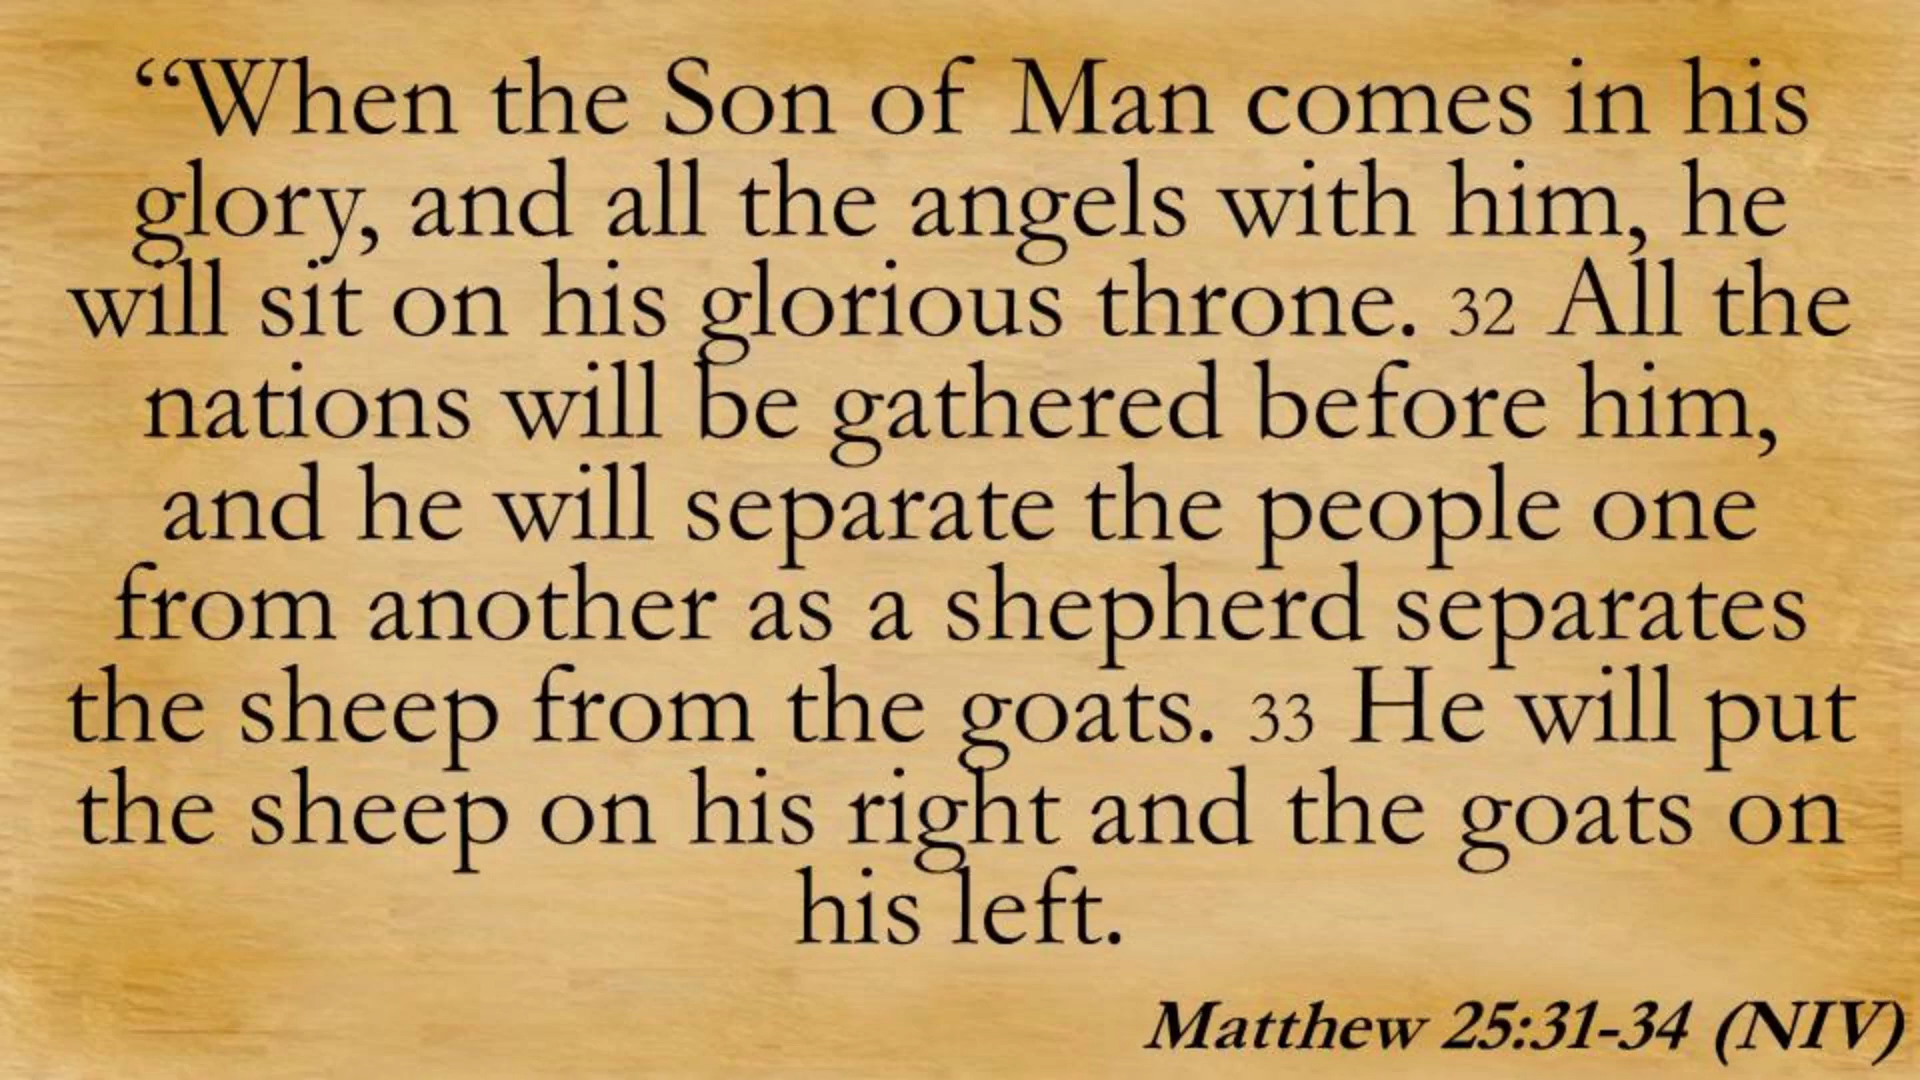 “When the Son of Man comes in his
glory, and all the angels with him, he
will sit on his glorious throne. 32 All the
nations will be gathered before him,
and he will separate the people one
from another as a shepherd separates
the sheep from the goats. 33 He will put
the sheep on his right and the goats on
his left.
Matthew 25:31-34 (NIV)